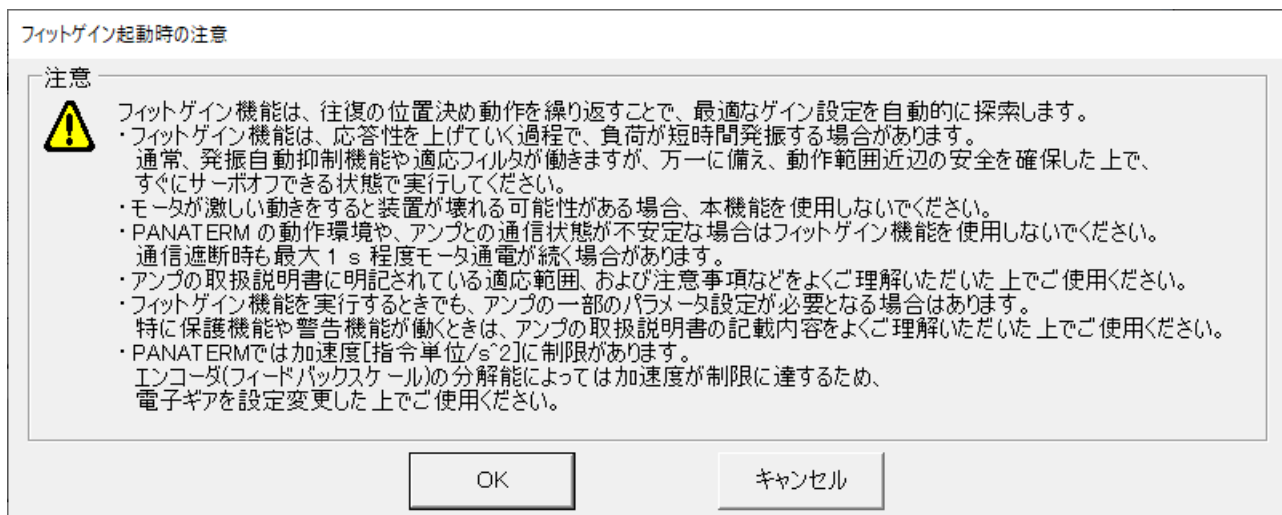 フィットゲイン起動時の注意
注意
フィットゲイン機能は、往復の位置決め動作を繰り返すことで、最適なゲイン設定を自動的に探索します。
・フィットゲイン機能は、応答性を上げていく過程で、負荷が短時間発振する場合があります。
通常、発振自動抑制機能や適応フィルタが働きますが、万一に備え、動作範囲近辺の安全を確保した上で、
すぐにサーボオフできる状態で実行してください。
・モータが激しい動きをすると装置が壊れる可能性がある場合、本機能を使用しないでください。
・PANATERM の動作環境や、アンプとの通信状態が不安定な場合はフィットゲイン機能を使用しないでください。
通信遮断時も最大 1 s 程度モータ通電が続く場合があります。
・アンプの取扱説明書に明記されている適応範囲、および注意事項などをよくご理解いただいた上でご使用ください。
・フィットゲイン機能を実行するときでも、アンプの一部のパラメータ設定が必要となる場合はあります。
特に保護機能や警告機能が働くときは、アンプの取扱説明書の記載内容をよくご理解いただいた上でご使用ください。
・PANATERMでは加速度[指令単位/s^2]に制限があります。
エンコーダ(フィードバックスケール)の分解能によっては加速度が制限に達するため、
電子ギアを設定変更した上でご使用ください。
OK
キャンセル